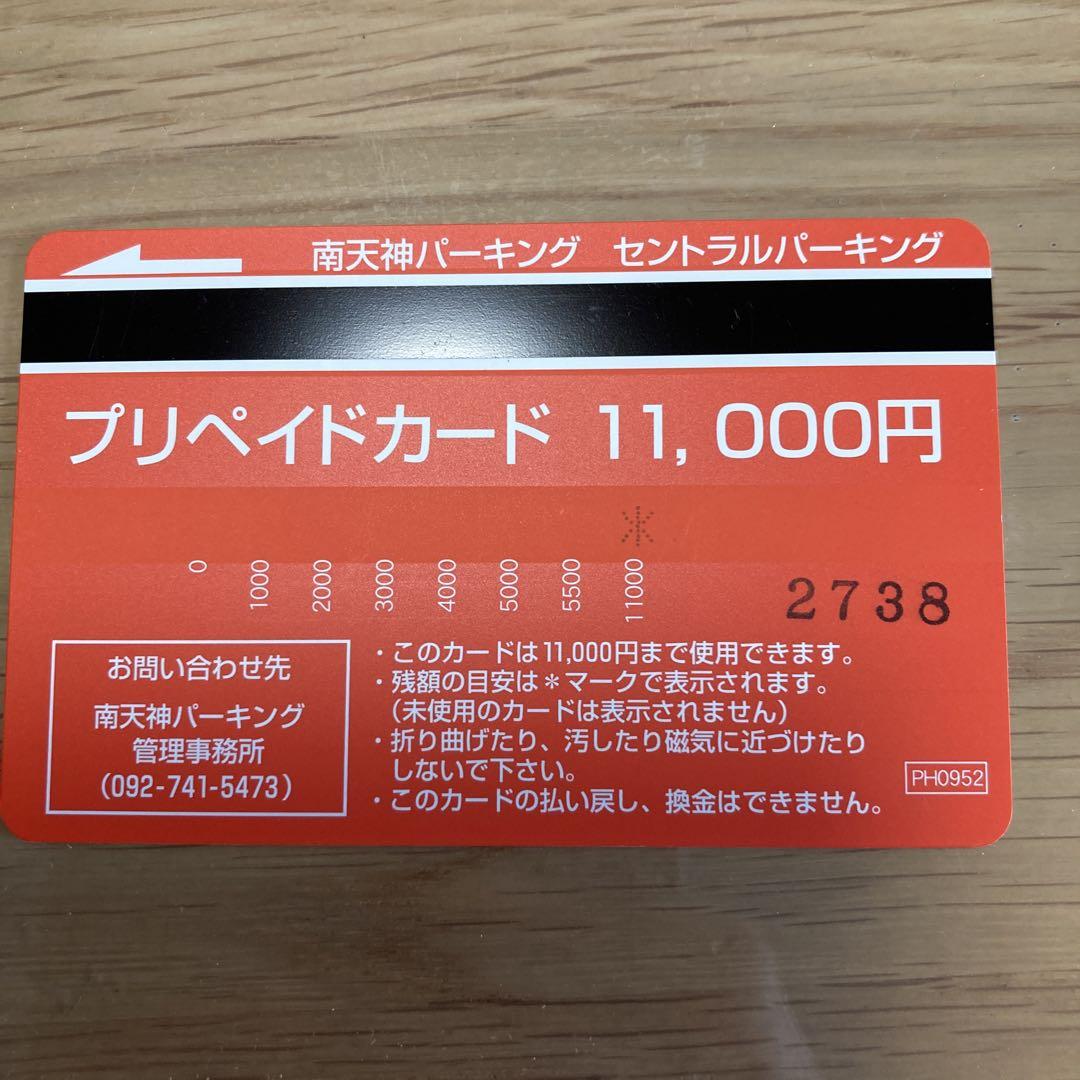 南天神パーキング　セントラルパーキング
プリペイドカード 11,000円
＊
0 1000 2000 3000 4000 5000 5500 11000
2738
お問い合わせ先
南天神パーキング
管理事務所
（092-741-5473）
・このカードは11,000円まで使用できます。
・残額の目安は＊マークで表示されます。
（未使用のカードは表示されません）
・折り曲げたり、汚したり磁気に近づけたり
しないで下さい。
・このカードの払い戻し、換金はできません。
PH0952